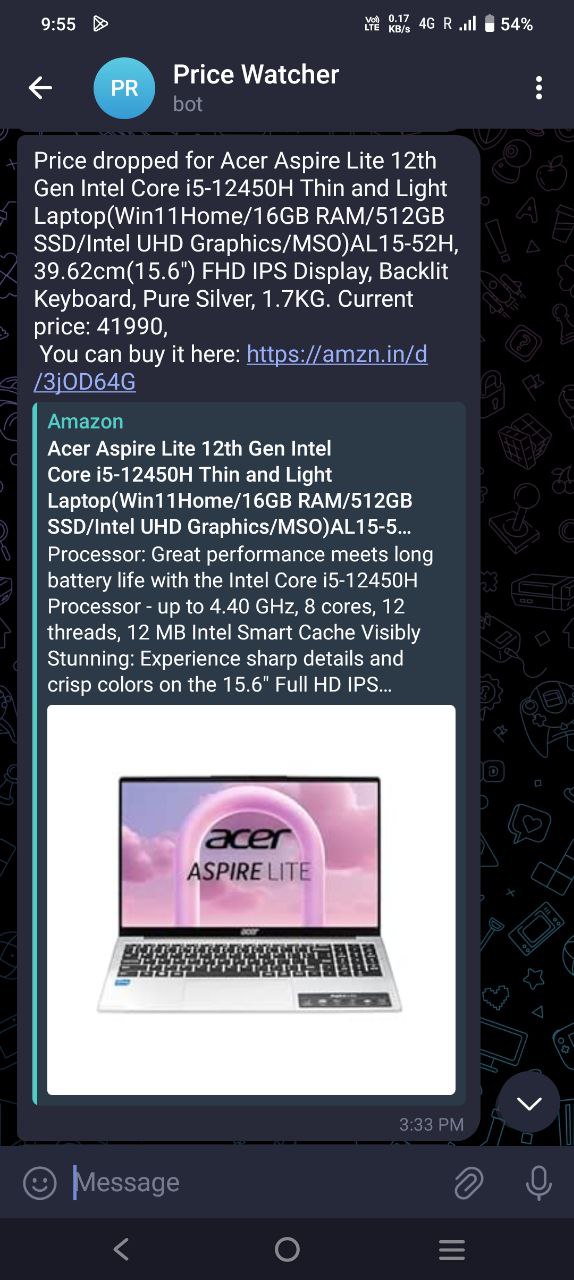 9:55
Vo) LTE
0.17 KB/s
4G R
54%
PR
Price Watcher
bot
Price dropped for Acer Aspire Lite 12th
Gen Intel Core i5-12450H Thin and Light
Laptop(Win11Home/16GB RAM/512GB
SSD/Intel UHD Graphics/MSO)AL15-52H,
39.62cm(15.6") FHD IPS Display, Backlit
Keyboard, Pure Silver, 1.7KG. Current
price: 41990,
You can buy it here: https://amzn.in/d
/3jOD64G
Amazon
Acer Aspire Lite 12th Gen Intel
Core i5-12450H Thin and Light
Laptop(Win11Home/16GB RAM/512GB
SSD/Intel UHD Graphics/MSO)AL15-5...
Processor: Great performance meets long
battery life with the Intel Core i5-12450H
Processor - up to 4.40 GHz, 8 cores, 12
threads, 12 MB Intel Smart Cache Visibly
Stunning: Experience sharp details and
crisp colors on the 15.6" Full HD IPS...
acer
ASPIRE LITE
acer
3:33 PM
Message